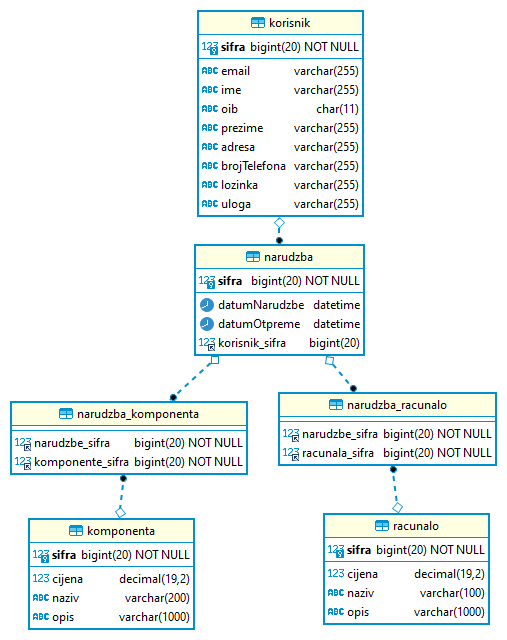 korisnik
123 sifra bigint(20) NOT NULL
ABC email varchar(255)
ABC ime varchar(255)
ABC oib char(11)
ABC prezime varchar(255)
ABC adresa varchar(255)
ABC brojTelefona varchar(255)
ABC lozinka varchar(255)
ABC uloga varchar(255)
narudzba
123 sifra bigint(20) NOT NULL
datumNarudzbe datetime
datumOtpreme datetime
123 korisnik_sifra bigint(20)
narudzba_komponenta
123 narudzbe_sifra bigint(20) NOT NULL
123 komponente_sifra bigint(20) NOT NULL
narudzba_racunalo
123 narudzbe_sifra bigint(20) NOT NULL
123 racunala_sifra bigint(20) NOT NULL
komponenta
123 sifra bigint(20) NOT NULL
123 cijena decimal(19,2)
ABC naziv varchar(200)
ABC opis varchar(1000)
racunalo
123 sifra bigint(20) NOT NULL
123 cijena decimal(19,2)
ABC naziv varchar(100)
ABC opis varchar(1000)